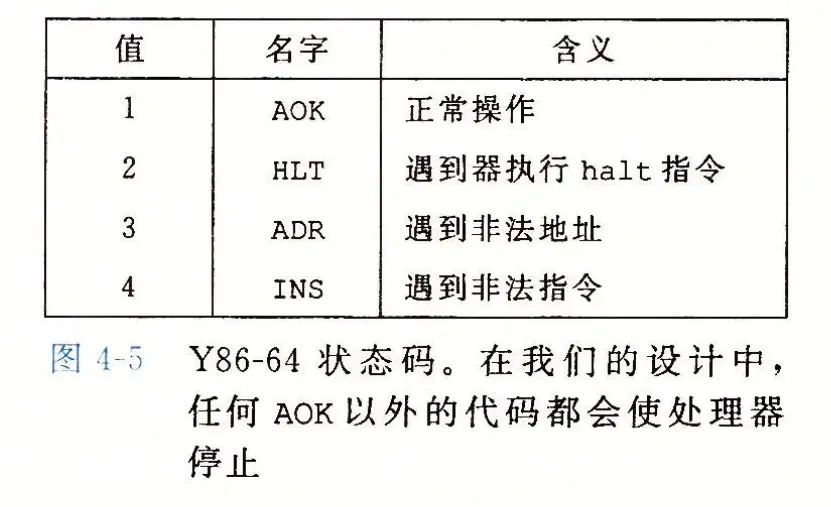 值 名字 含义
1 AOK 正常操作
2 HLT 遇到器执行 halt 指令
3 ADR 遇到非法地址
4 INS 遇到非法指令
图 4-5 Y86-64 状态码。在我们的设计中，
任何 AOK 以外的代码都会使处理器
停止